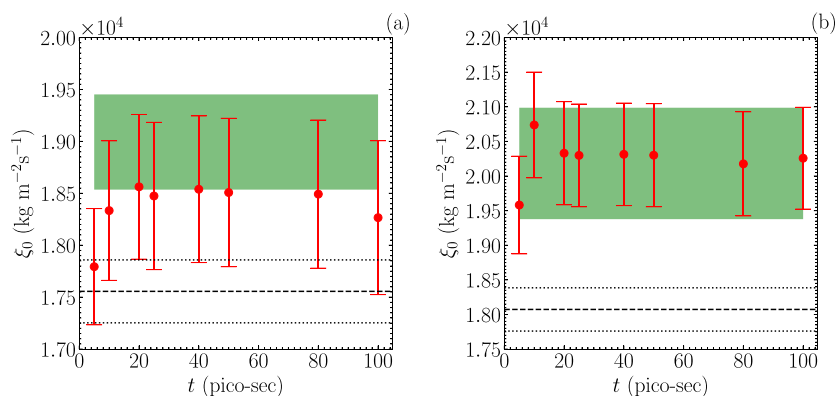 ×10⁴ (a)
2.00
1.95
1.90
1.85
1.80
1.75
1.70
ξ₀ (kg m⁻²s⁻¹)
0 20 40 60 80 100
t (pico-sec)
×10⁴ (b)
2.20
2.15
2.10
2.05
2.00
1.95
1.90
1.85
1.80
1.75
ξ₀ (kg m⁻²s⁻¹)
0 20 40 60 80 100
t (pico-sec)